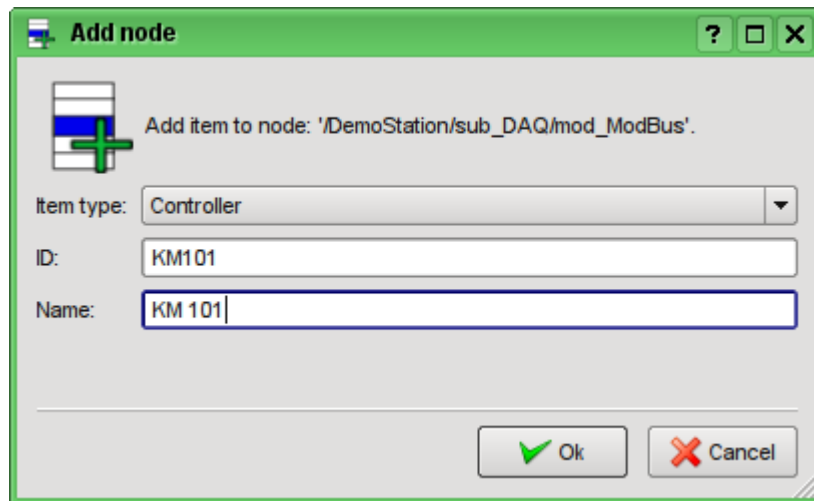 Add node
?
Add item to node: '/DemoStation/sub_DAQ/mod_ModBus'.
Item type: Controller
ID: KM101
Name: KM 101
Ok Cancel